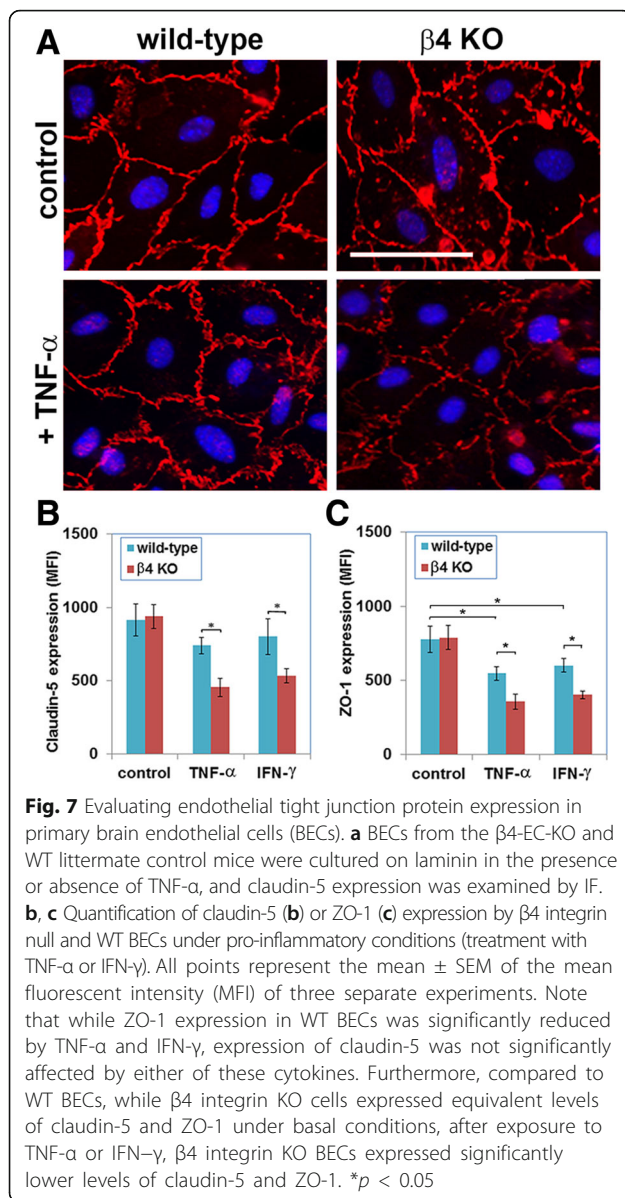 A
wild-type
β4 KO
control
+ TNF-α
B
1500
1000
500
0
Claudin-5 expression (MFI)
wild-type
β4 KO
*
*
control
TNF-α
IFN-γ
C
1500
1000
500
0
ZO-1 expression (MFI)
wild-type
β4 KO
*
*
*
*
control
TNF-α
IFN-γ
Fig. 7 Evaluating endothelial tight junction protein expression in
primary brain endothelial cells (BECs). a BECs from the β4-EC-KO and
WT littermate control mice were cultured on laminin in the presence
or absence of TNF-α, and claudin-5 expression was examined by IF.
b, c Quantification of claudin-5 (b) or ZO-1 (c) expression by β4 integrin
null and WT BECs under pro-inflammatory conditions (treatment with
TNF-α or IFN-γ). All points represent the mean ± SEM of the mean
fluorescent intensity (MFI) of three separate experiments. Note
that while ZO-1 expression in WT BECs was significantly reduced
by TNF-α and IFN-γ, expression of claudin-5 was not significantly
affected by either of these cytokines. Furthermore, compared to
WT BECs, while β4 integrin KO cells expressed equivalent levels
of claudin-5 and ZO-1 under basal conditions, after exposure to
TNF-α or IFN–γ, β4 integrin KO BECs expressed significantly
lower levels of claudin-5 and ZO-1. *p < 0.05